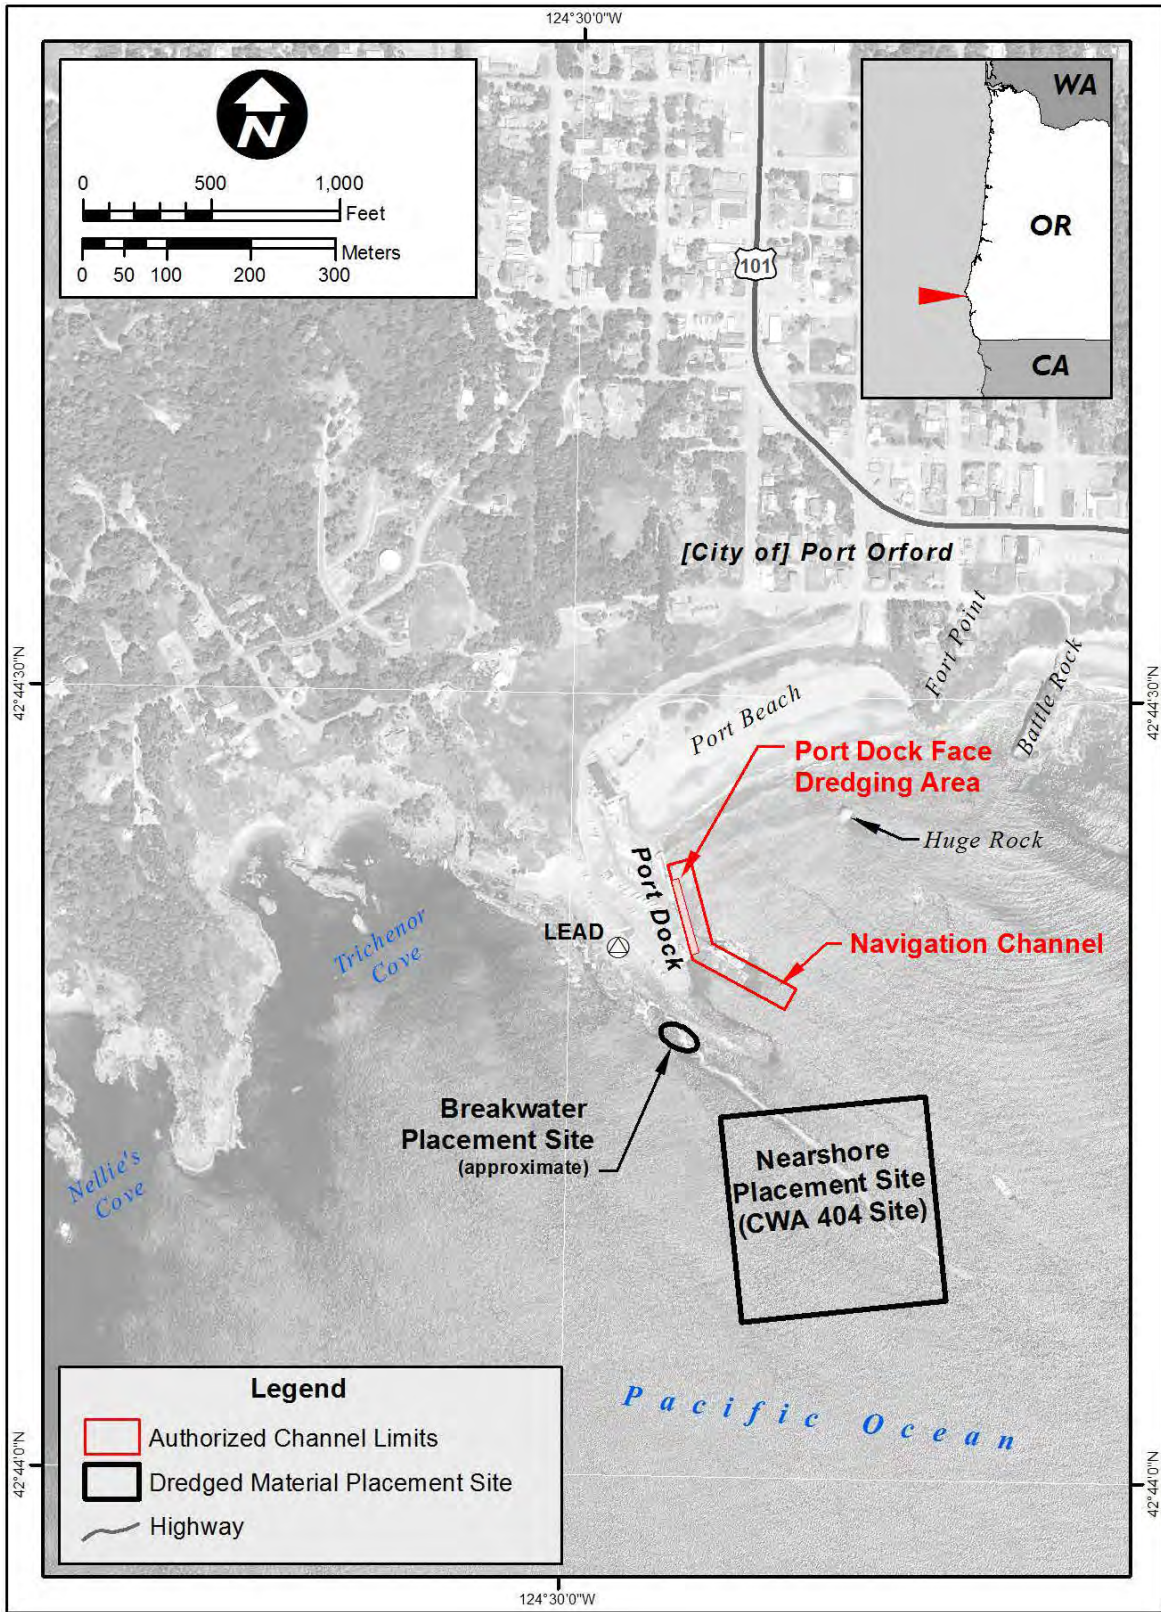 124°30'0"W
N
0 500 1,000
Feet
Meters
0 50 100 200 300
WA
OR
CA
101
[City of] Port Orford
42°44'30"N
42°44'30"N
Fort Point
Battle Rock
Port Beach
Port Dock Face
Dredging Area
Huge Rock
Port Dock
LEAD
Navigation Channel
Trichenor
Cove
Breakwater
Placement Site
(approximate)
Nearshore
Placement Site
(CWA 404 Site)
Nellie's
Cove
Pacific Ocean
Legend
Authorized Channel Limits
Dredged Material Placement Site
Highway
42°44'0"N
42°44'0"N
124°30'0"W